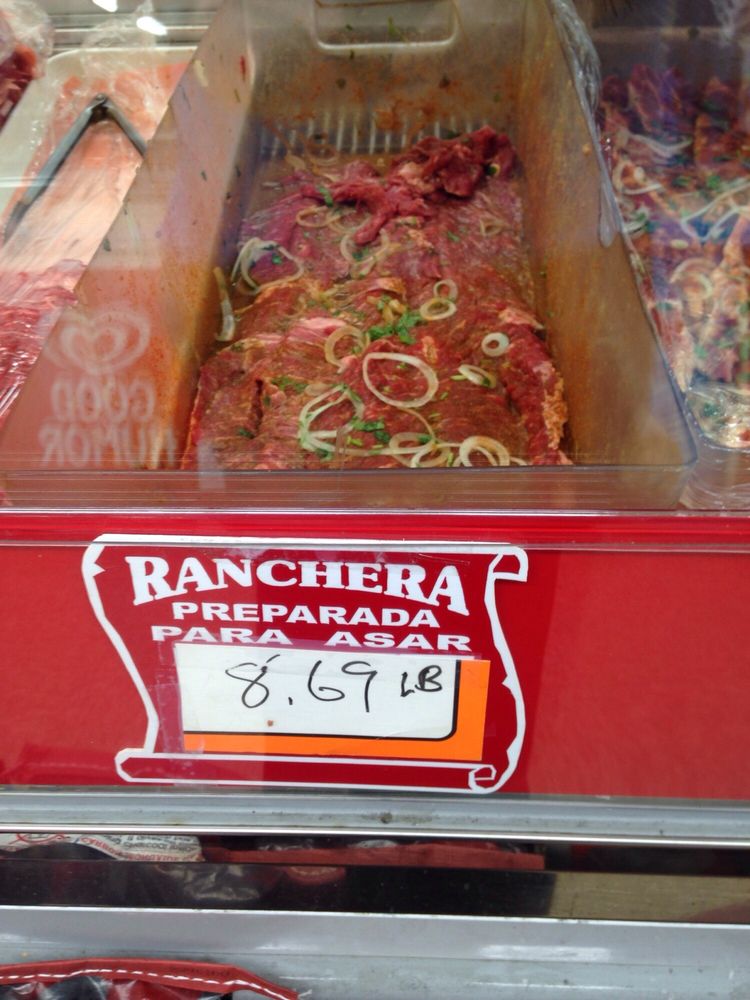 GOOD
HUMOR
RANCHERA
PREPARADA
PARA ASAR
8.69 LB